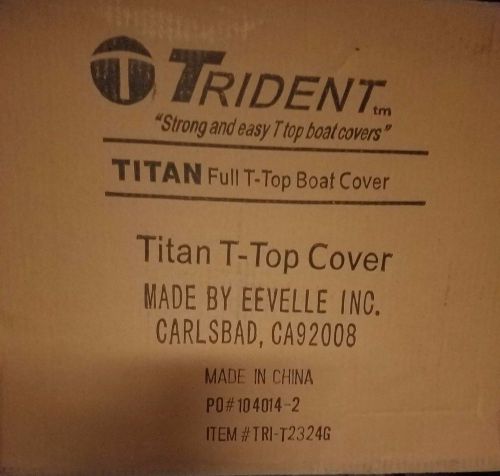 TRIDENT tm
"Strong and easy T top boat covers"
TITAN Full T-Top Boat Cover
Titan T-Top Cover
MADE BY EEVELLE INC.
CARLSBAD, CA92008
MADE IN CHINA
PO#104014-2
ITEM #TRI-T2324G